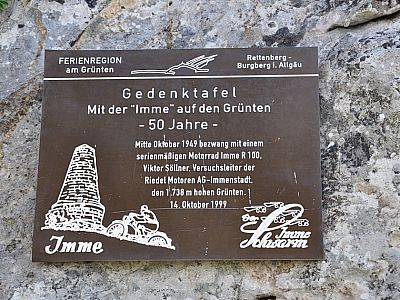 FERIENREGION
am Grünten
Rettenberg -
Burgberg i. Allgäu
Gedenktafel
Mit der "Imme" auf den Grünten
- 50 Jahre -
Mitte Oktober 1949 bezwang mit einem
serienmäßigen Motorrad Imme R 100,
Viktor Söllner, Versuchsleiter der
Riedel Motoren AG-Immenstadt,
den 1.738 m hohen Grünten.
14. Oktober 1999
Imme
Der
Imme
Schwarm